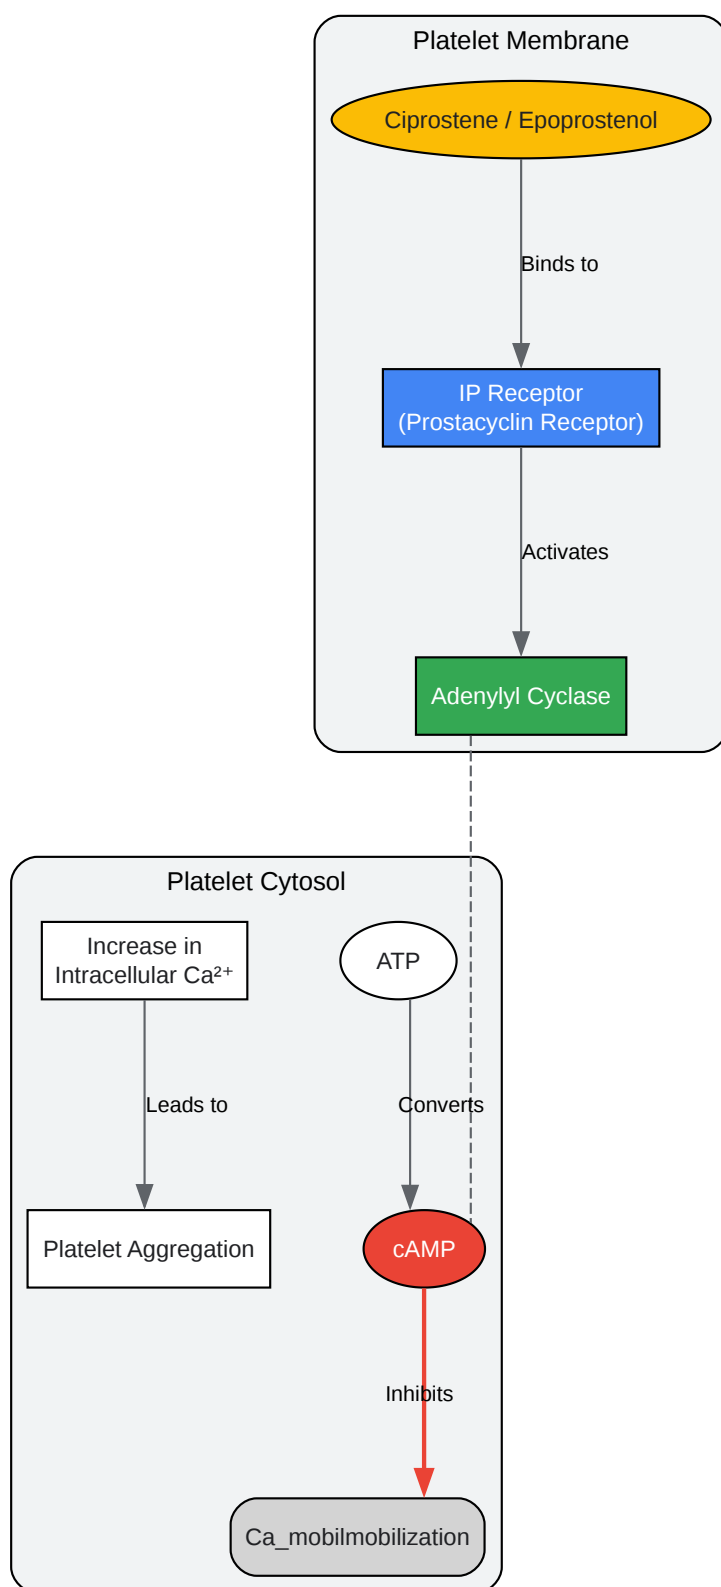 Platelet Membrane
Ciprostene / Epoprostenol
Binds to
IP Receptor
(Prostacyclin Receptor)
Activates
Adenylyl Cyclase
Platelet Cytosol
Increase in
Intracellular Ca²⁺
ATP
Leads to
Converts
Platelet Aggregation
cAMP
Inhibits
Ca_mobilmobilization